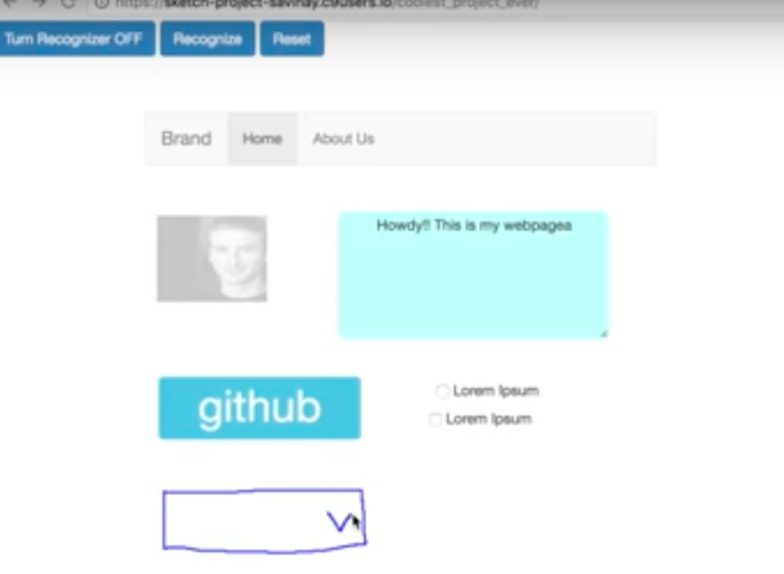 https://sketch-project-savinay.c9users.io/coolest_project_ever/
Turn Recognizer OFF Recognize Reset
Brand Home About Us
Howdy!! This is my webpagea
github
Lorem Ipsum
Lorem Ipsum